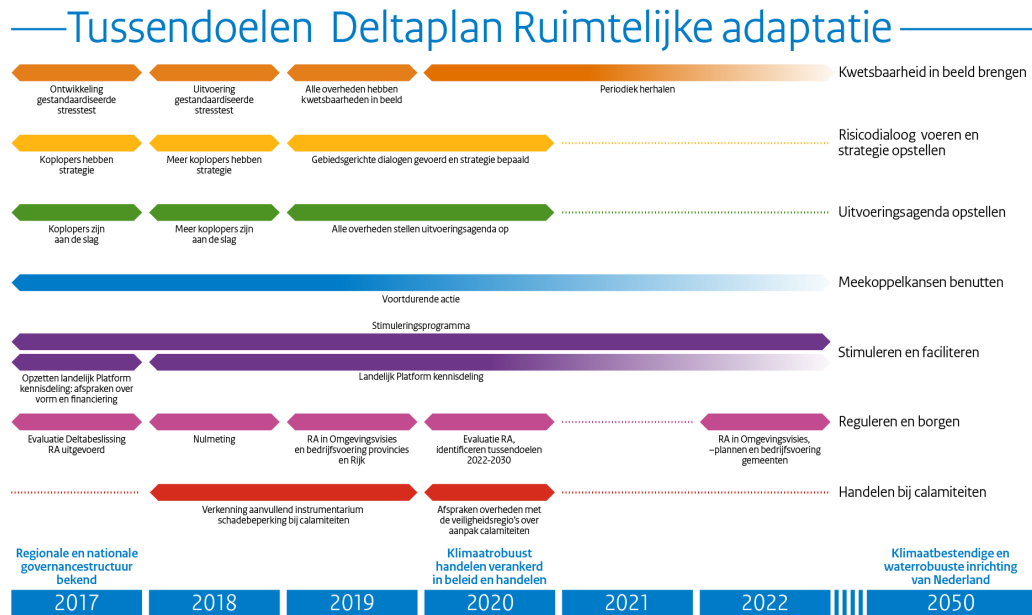 Tussendoelen Deltaplan Ruimtelijke adaptatie
Kwetsbaarheid in beeld brengen
Ontwikkeling
gestandaardiseerde
stresstest
Uitvoering
gestandaardiseerde
stresstest
Alle overheden hebben
kwetsbaarheden in beeld
Periodiek herhalen
Risicodialoog voeren en
strategie opstellen
Koplopers hebben
strategie
Meer koplopers hebben
strategie
Gebiedsgerichte dialogen gevoerd en strategie bepaald
Uitvoeringsagenda opstellen
Koplopers zijn
aan de slag
Meer koplopers zijn
aan de slag
Alle overheden stellen uitvoeringsagenda op
Meekoppelkansen benutten
Voortdurende actie
Stimuleringsprogramma
Stimuleren en faciliteren
Opzetten landelijk Platform
kennisdeling: afspraken over
vorm en financiering
Landelijk Platform kennisdeling
Reguleren en borgen
Evaluatie Deltabeslissing
RA uitgevoerd
Nulmeting
RA in Omgevingsvisies
en bedrijfsvoering provincies
en Rijk
Evaluatie RA,
identificeren tussendoelen
2022-2030
RA in Omgevingsvisies,
–plannen en bedrijfsvoering
gemeenten
Handelen bij calamiteiten
Verkenning aanvullend instrumentarium
schadebeperking bij calamiteiten
Afspraken overheden met
de veiligheidsregio's over
aanpak calamiteiten
Regionale en nationale
governancestructuur
bekend
Klimaatrobuust
handelen verankerd
in beleid en handelen
Klimaatbestendige en
waterrobuuste inrichting
van Nederland
2017
2018
2019
2020
2021
2022
2050